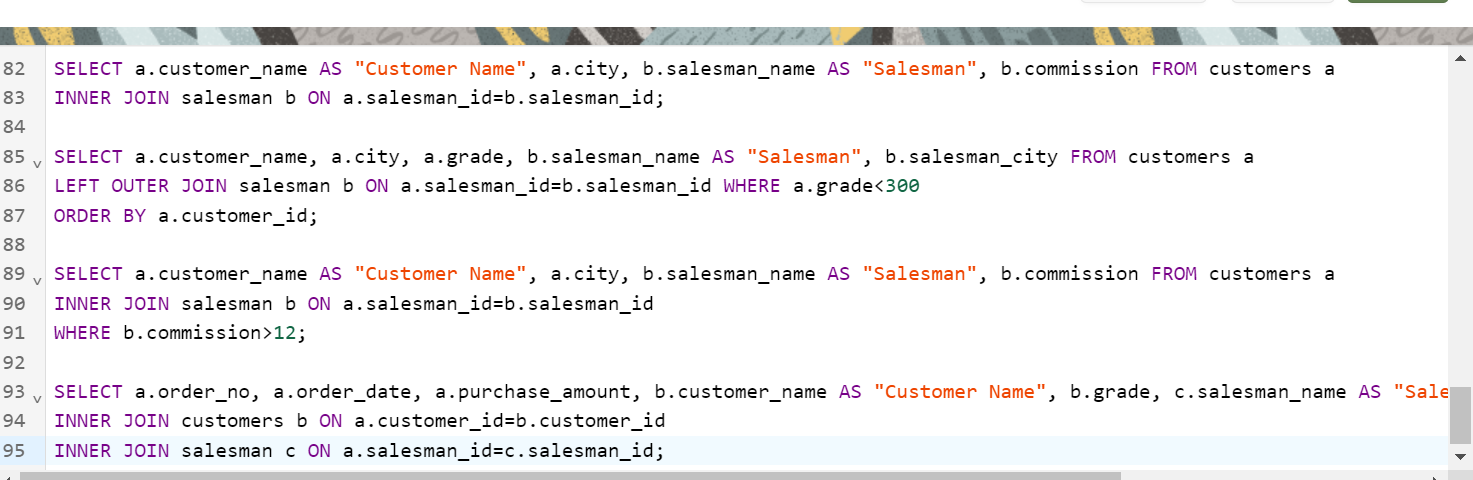 82 SELECT a.customer_name AS "Customer Name", a.city, b.salesman_name AS "Salesman", b.commission FROM customers a
83 INNER JOIN salesman b ON a.salesman_id=b.salesman_id;
84
85 SELECT a.customer_name, a.city, a.grade, b.salesman_name AS "Salesman", b.salesman_city FROM customers a
86 LEFT OUTER JOIN salesman b ON a.salesman_id=b.salesman_id WHERE a.grade<300
87 ORDER BY a.customer_id;
88
89 SELECT a.customer_name AS "Customer Name", a.city, b.salesman_name AS "Salesman", b.commission FROM customers a
90 INNER JOIN salesman b ON a.salesman_id=b.salesman_id
91 WHERE b.commission>12;
92
93 SELECT a.order_no, a.order_date, a.purchase_amount, b.customer_name AS "Customer Name", b.grade, c.salesman_name AS "Sale
94 INNER JOIN customers b ON a.customer_id=b.customer_id
95 INNER JOIN salesman c ON a.salesman_id=c.salesman_id;